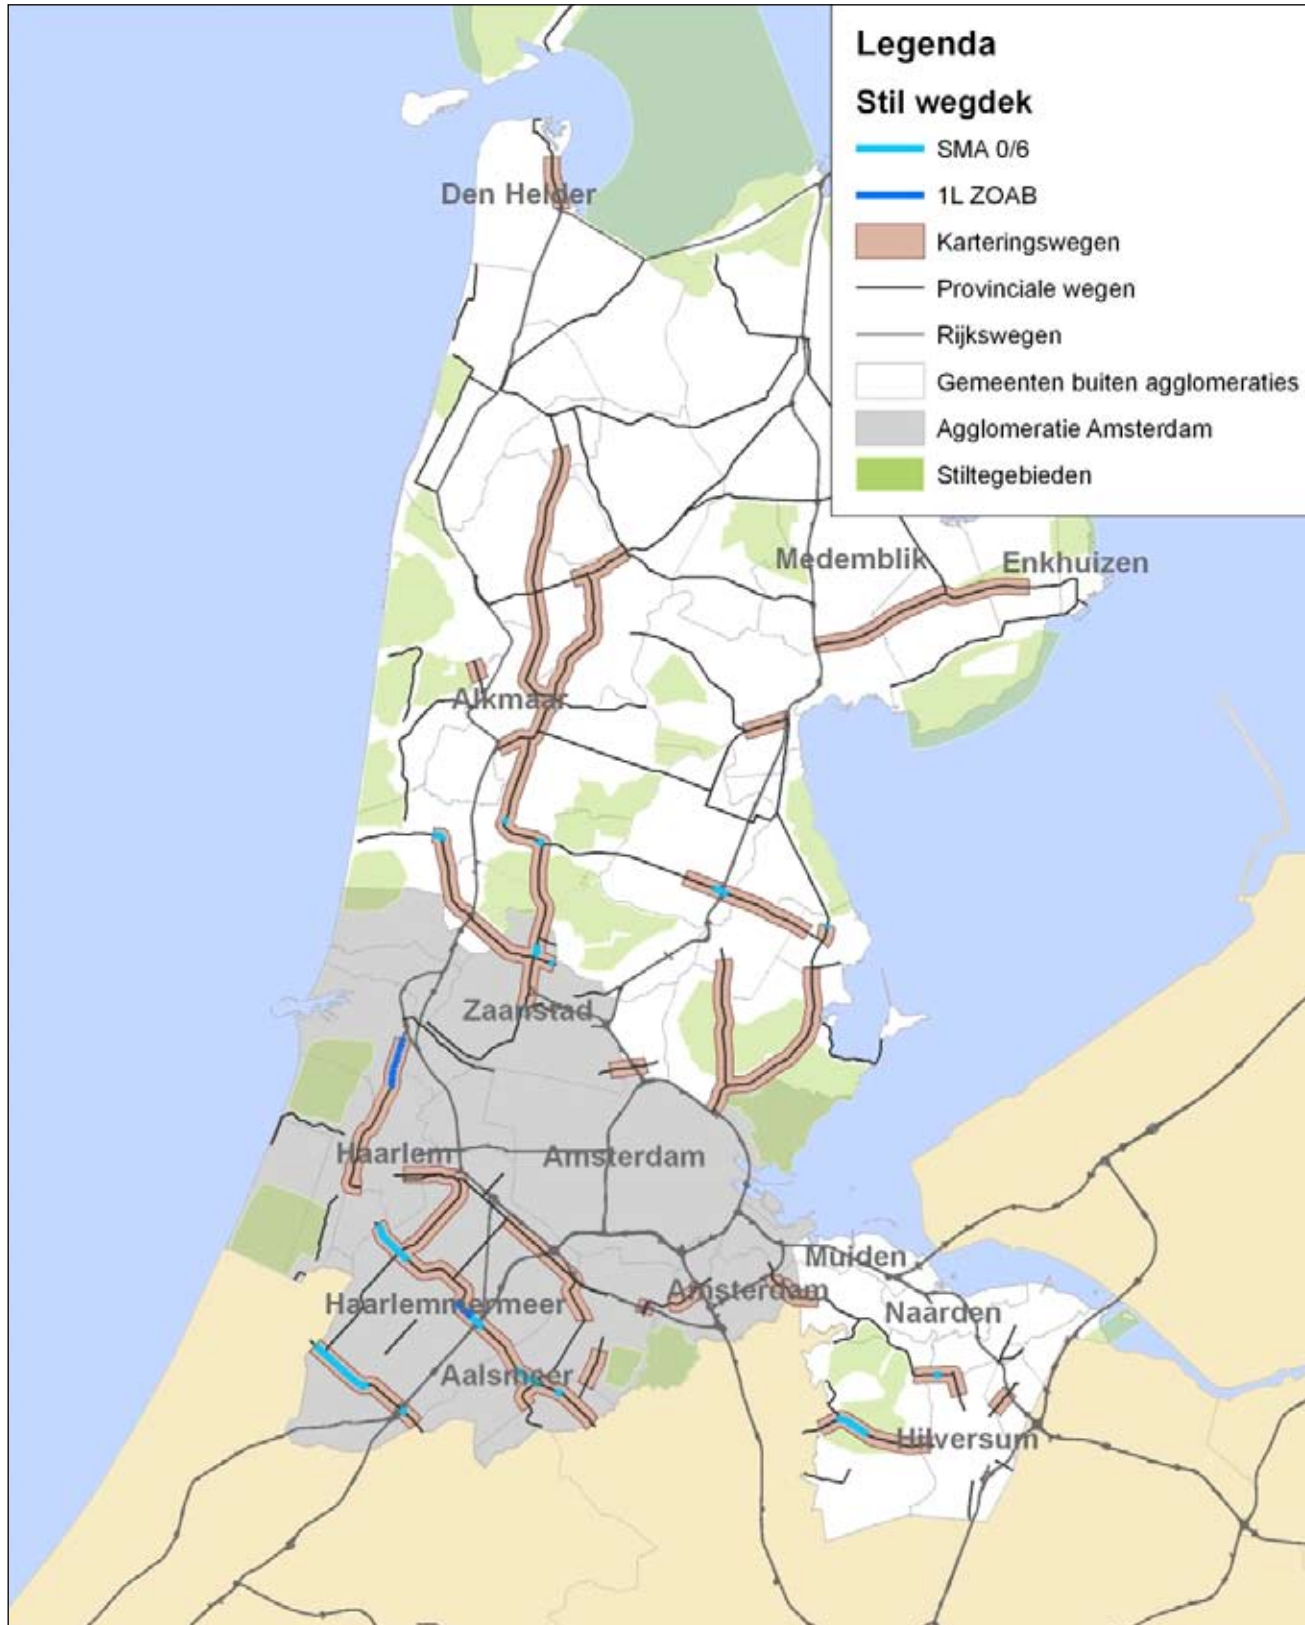 Legenda
Stil wegdek
SMA 0/6
1L ZOAB
Karteringswegen
Provinciale wegen
Rijkswegen
Gemeenten buiten agglomeraties
Agglomeratie Amsterdam
Stiltegebieden
Den Helder
Medemblik
Enkhuizen
Alkmaar
Zaanstad
Haarlem
Amsterdam
Muiden
Amsterdam
Haarlemmermeer
Naarden
Aalsmeer
Hilversum